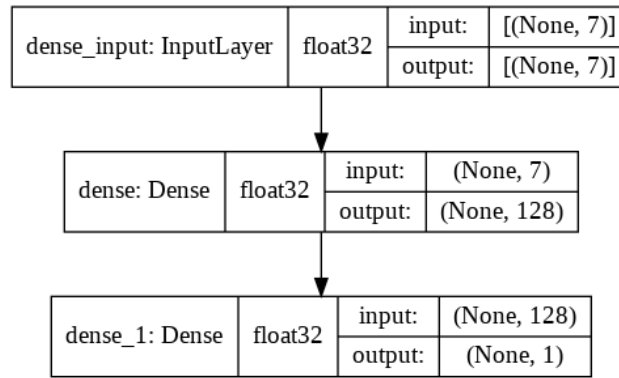 dense_input: InputLayer float32 input: [(None, 7)]
output: [(None, 7)]
dense: Dense float32 input: (None, 7)
output: (None, 128)
dense_1: Dense float32 input: (None, 128)
output: (None, 1)